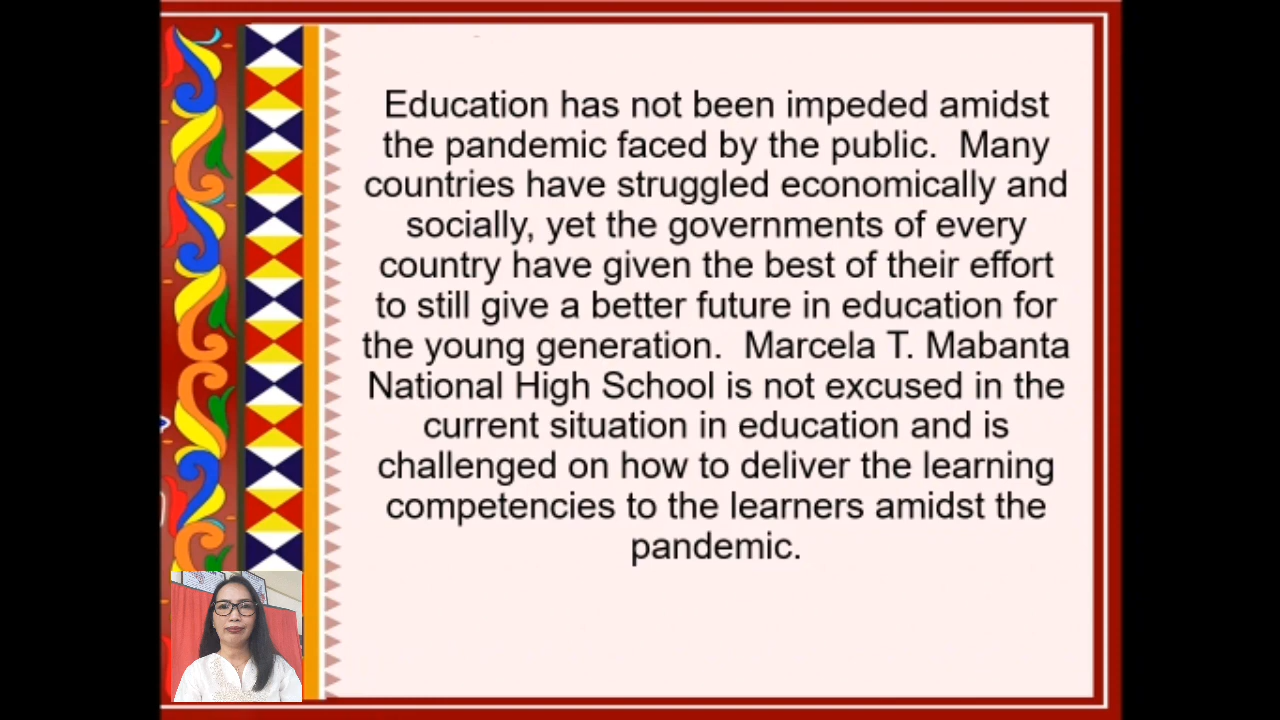 Education has not been impeded amidst
the pandemic faced by the public.  Many
countries have struggled economically and
socially, yet the governments of every
country have given the best of their effort
to still give a better future in education for
the young generation.  Marcela T. Mabanta
National High School is not excused in the
current situation in education and is
challenged on how to deliver the learning
competencies to the learners amidst the
pandemic.